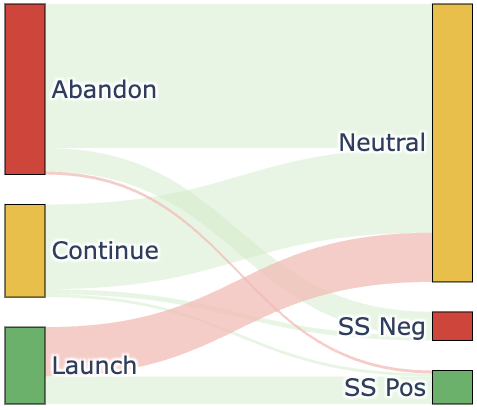 Abandon
Neutral
Continue
SS Neg
Launch
SS Pos